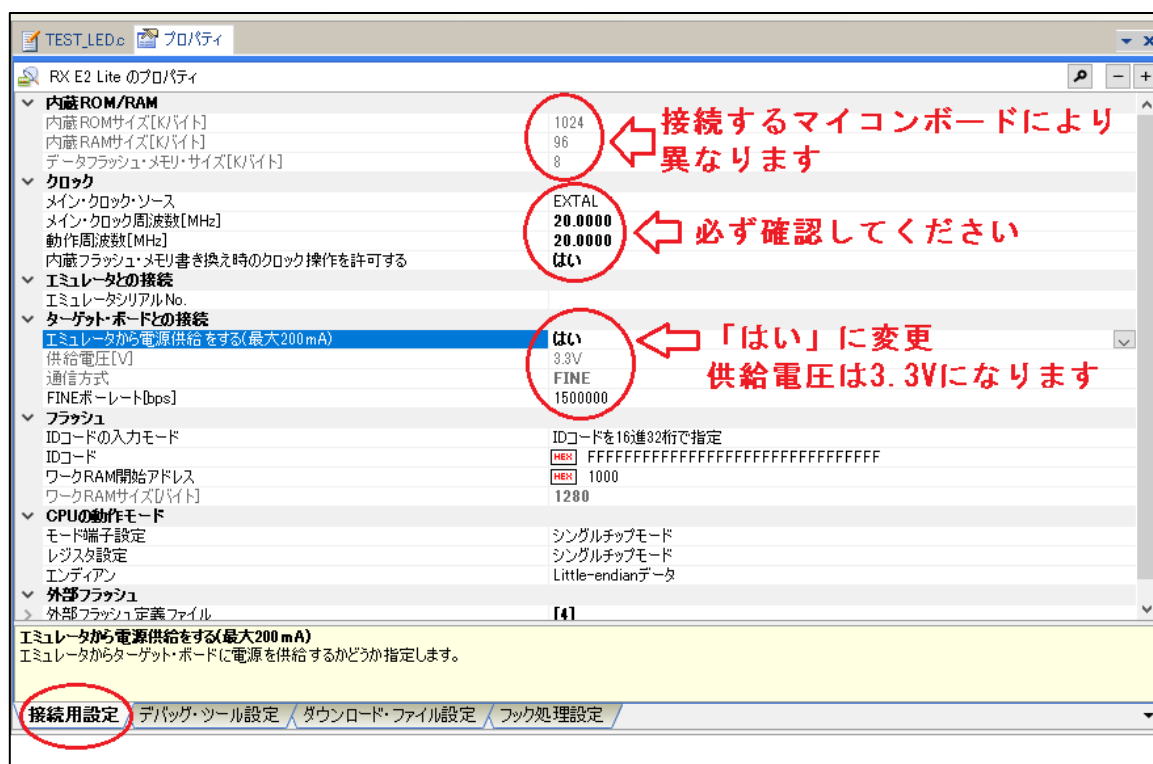 TEST_LED.c プロパティ
RX E2 Lite のプロパティ
内蔵ROM/RAM
内蔵ROMサイズ[Kバイト] 1024
内蔵RAMサイズ[Kバイト] 96
データフラッシュ・メモリ・サイズ[Kバイト] 8
接続するマイコンボードにより
異なります
クロック
メイン・クロック・ソース EXTAL
メイン・クロック周波数[MHz] 20.0000
動作周波数[MHz] 20.0000
内蔵フラッシュ・メモリ書き換え時のクロック操作を許可する はい
必ず確認してください
エミュレータとの接続
エミュレータシリアルNo.
ターゲット・ボードとの接続
エミュレータから電源供給をする(最大200mA) はい
供給電圧[V] 3.3V
通信方式 FINE
FINEボーレート[bps] 1500000
「はい」に変更
供給電圧は3.3Vになります
フラッシュ
IDコードの入力モード IDコードを16進32桁で指定
IDコード HEX FFFFFFFFFFFFFFFFFFFFFFFFFFFFFFFF
ワークRAM開始アドレス HEX 1000
ワークRAMサイズ[バイト] 1280
CPUの動作モード
モード端子設定 シングルチップモード
レジスタ設定 シングルチップモード
エンディアン Little-endianデータ
外部フラッシュ
外部フラッシュ定義ファイル [4]
エミュレータから電源供給をする(最大200mA)
エミュレータからターゲット・ボードに電源を供給するかどうか指定します。
接続用設定 デバッグ・ツール設定 ダウンロード・ファイル設定 フック処理設定